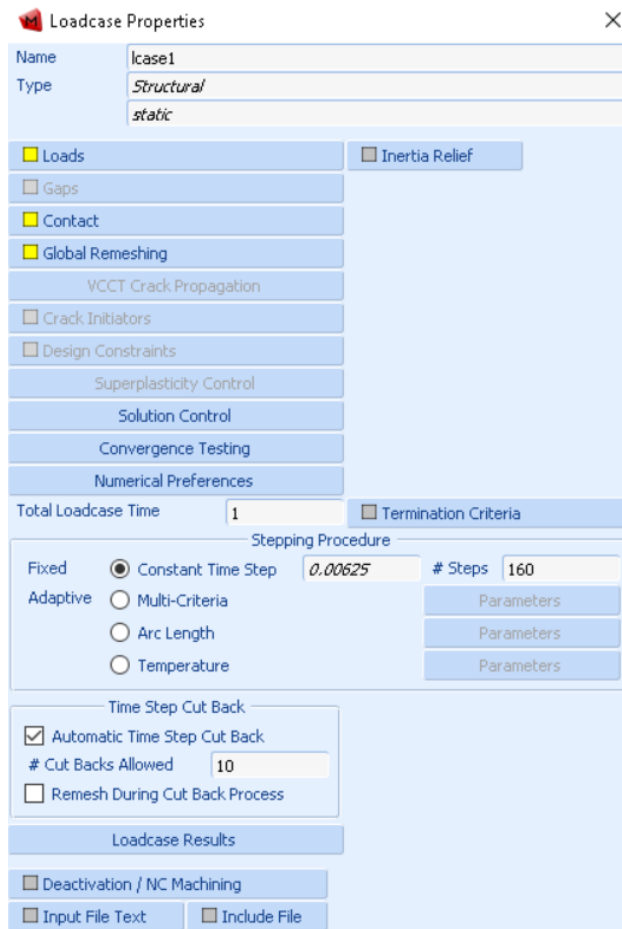 Loadcase Properties
Name lcase1
Type Structural
static
Loads Inertia Relief
Gaps
Contact
Global Remeshing
VCCT Crack Propagation
Crack Initiators
Design Constraints
Superplasticity Control
Solution Control
Convergence Testing
Numerical Preferences
Total Loadcase Time 1 Termination Criteria
Stepping Procedure
Fixed Constant Time Step 0.00625 # Steps 160
Adaptive Multi-Criteria Parameters
Arc Length Parameters
Temperature Parameters
Time Step Cut Back
Automatic Time Step Cut Back
# Cut Backs Allowed 10
Remesh During Cut Back Process
Loadcase Results
Deactivation / NC Machining
Input File Text Include File